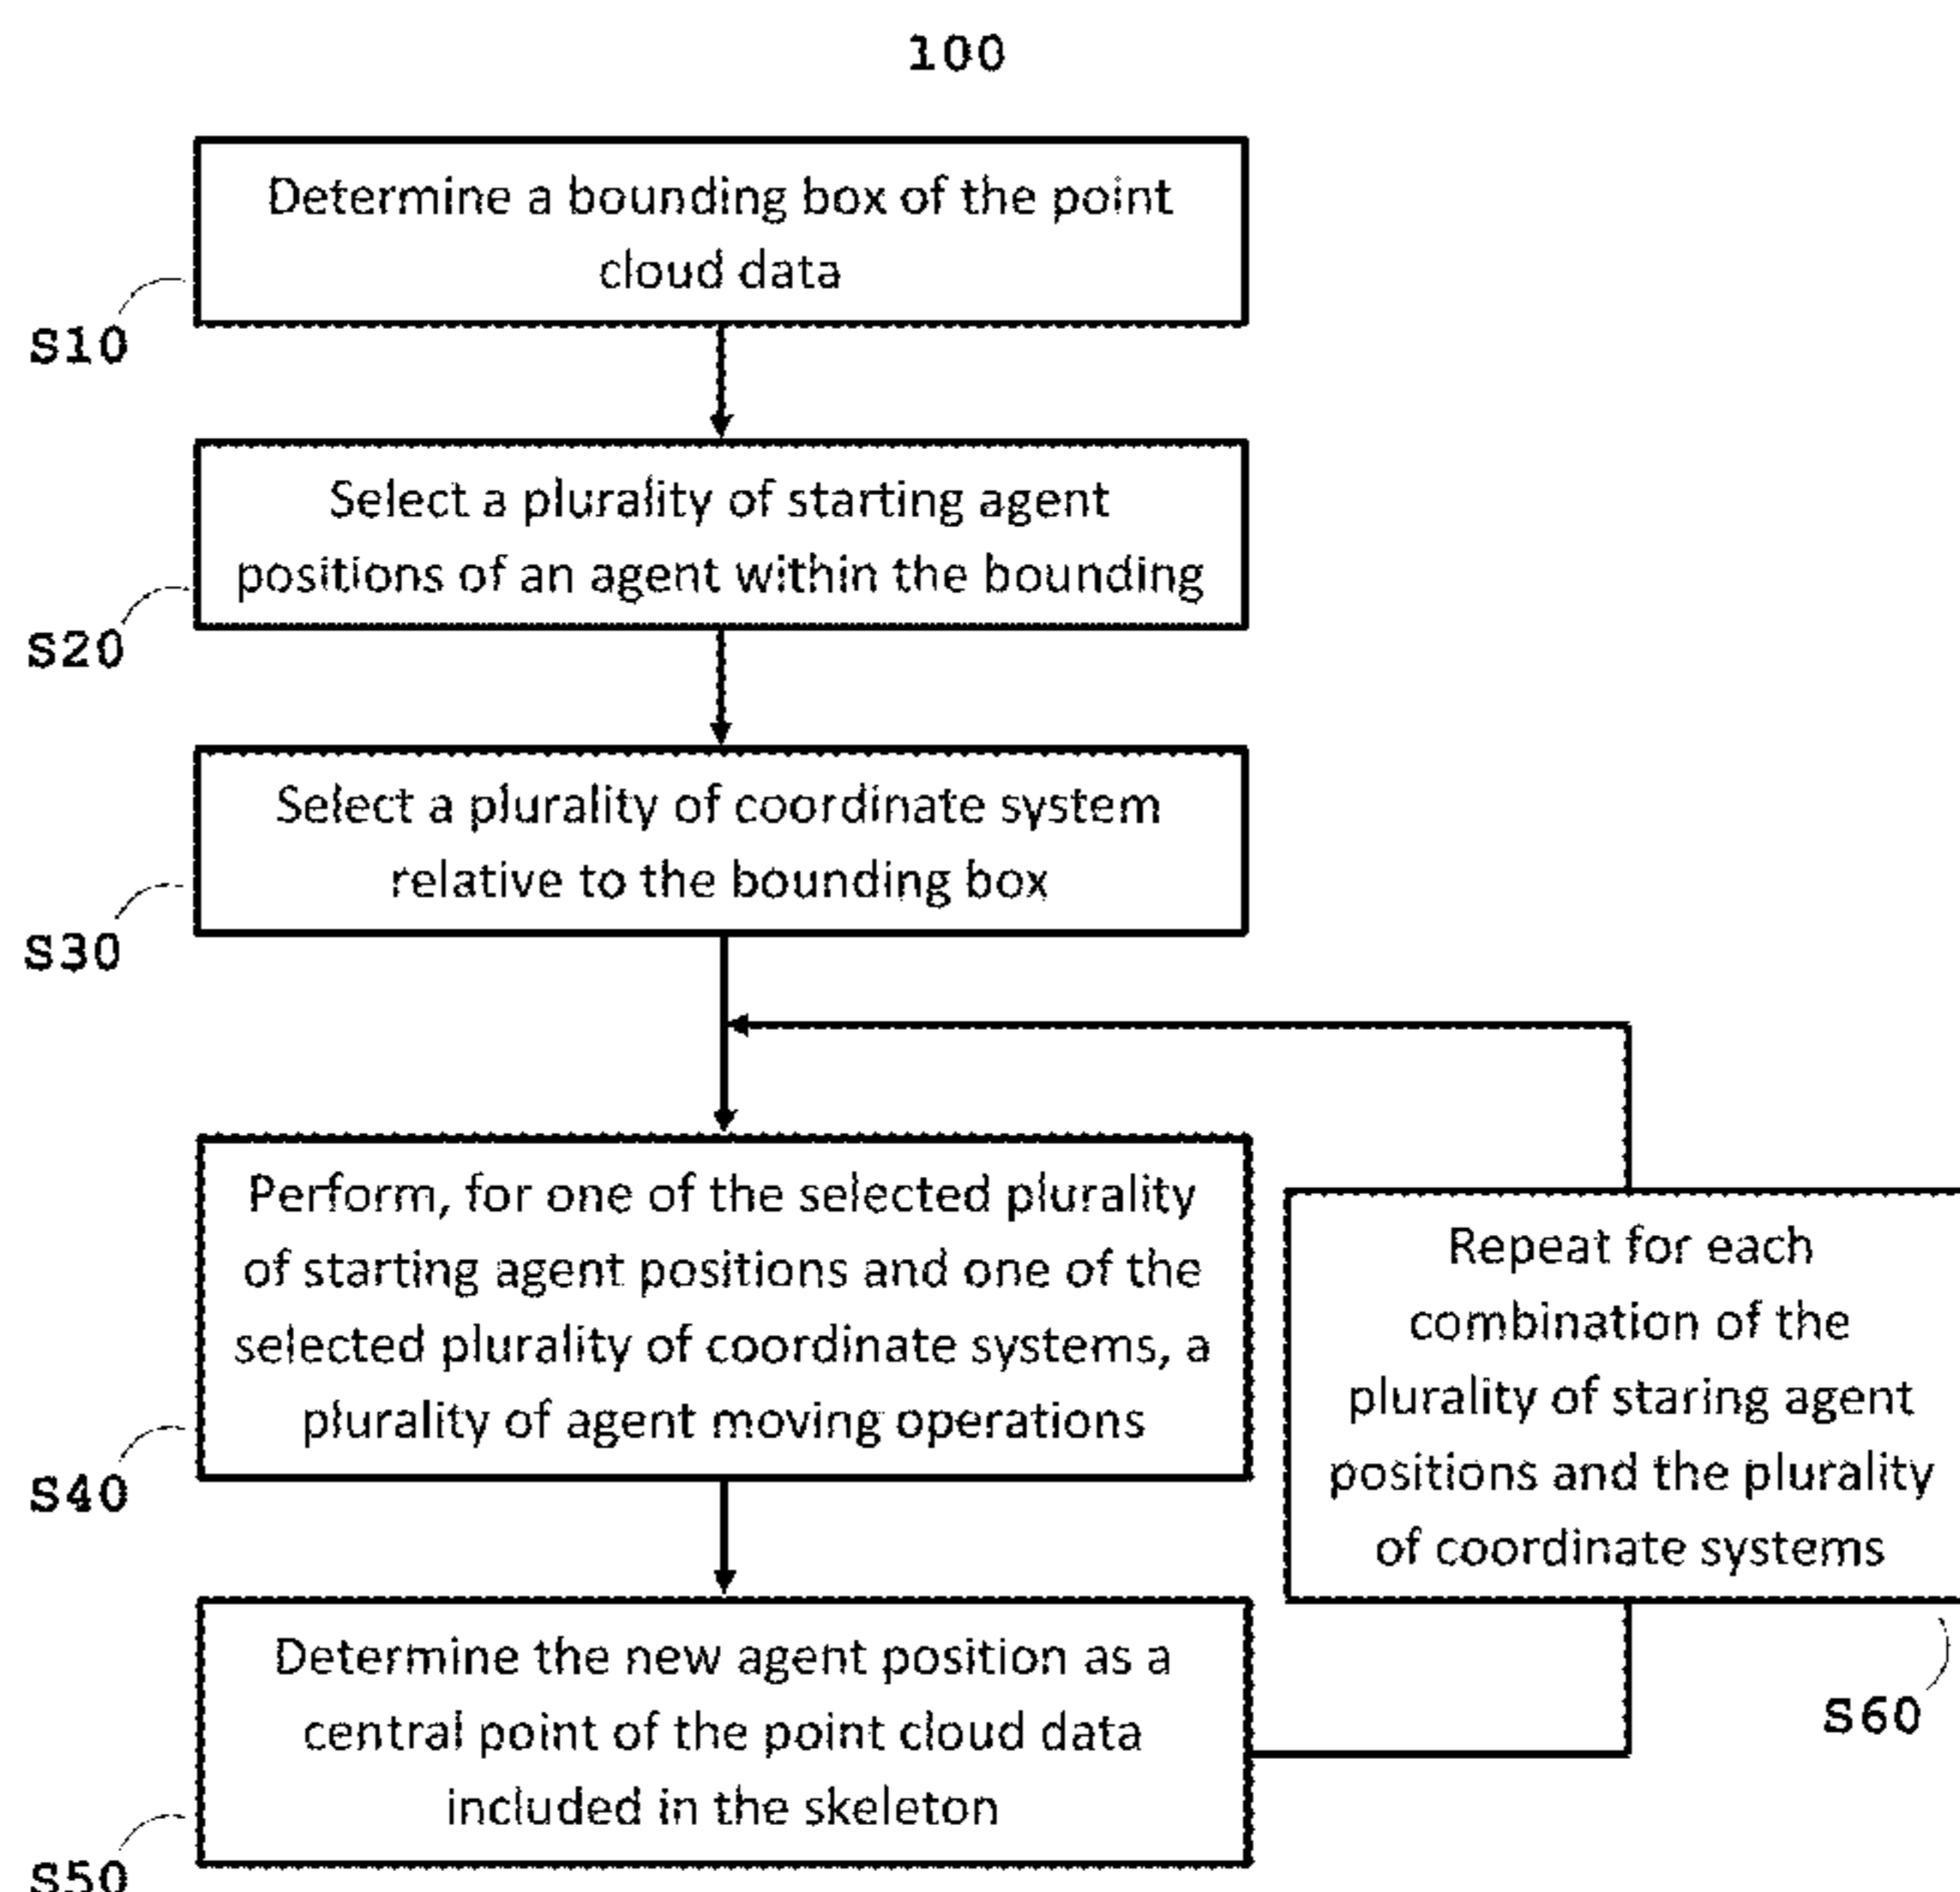 100
Determine a bounding box of the point
cloud data
S10
Select a plurality of starting agent
positions of an agent within the bounding
S20
Select a plurality of coordinate system
relative to the bounding box
S30
Perform, for one of the selected plurality
of starting agent positions and one of the
selected plurality of coordinate systems, a
plurality of agent moving operations
S40
Repeat for each
combination of the
plurality of staring agent
positions and the plurality
of coordinate systems
S60
Determine the new agent position as a
central point of the point cloud data
included in the skeleton
S50